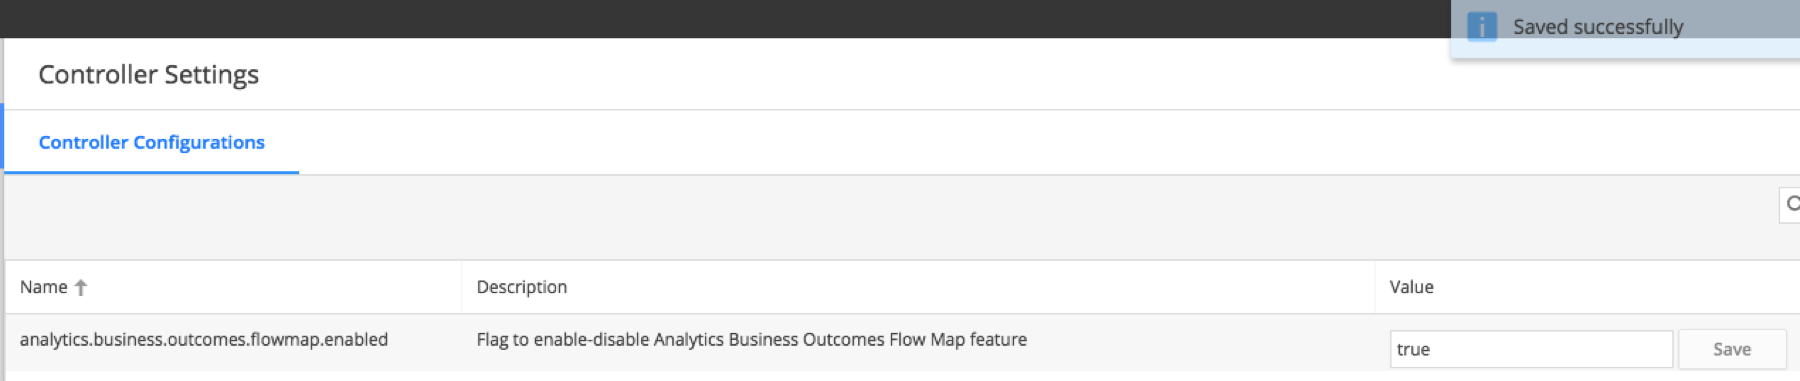 Saved successfully
Controller Settings
Controller Configurations
Name Description Value
analytics.business.outcomes.flowmap.enabled Flag to enable-disable Analytics Business Outcomes Flow Map feature true Save